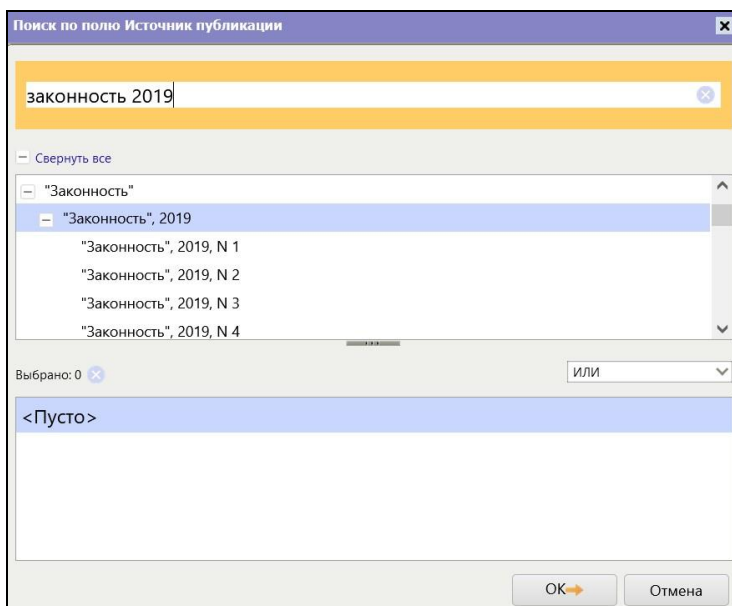 Поиск по полю Источник публикации
законность 2019
Свернуть все
"Законность"
"Законность", 2019
"Законность", 2019, N 1
"Законность", 2019, N 2
"Законность", 2019, N 3
"Законность", 2019, N 4
Выбрано: 0
ИЛИ
<Пусто>
ОК
Отмена